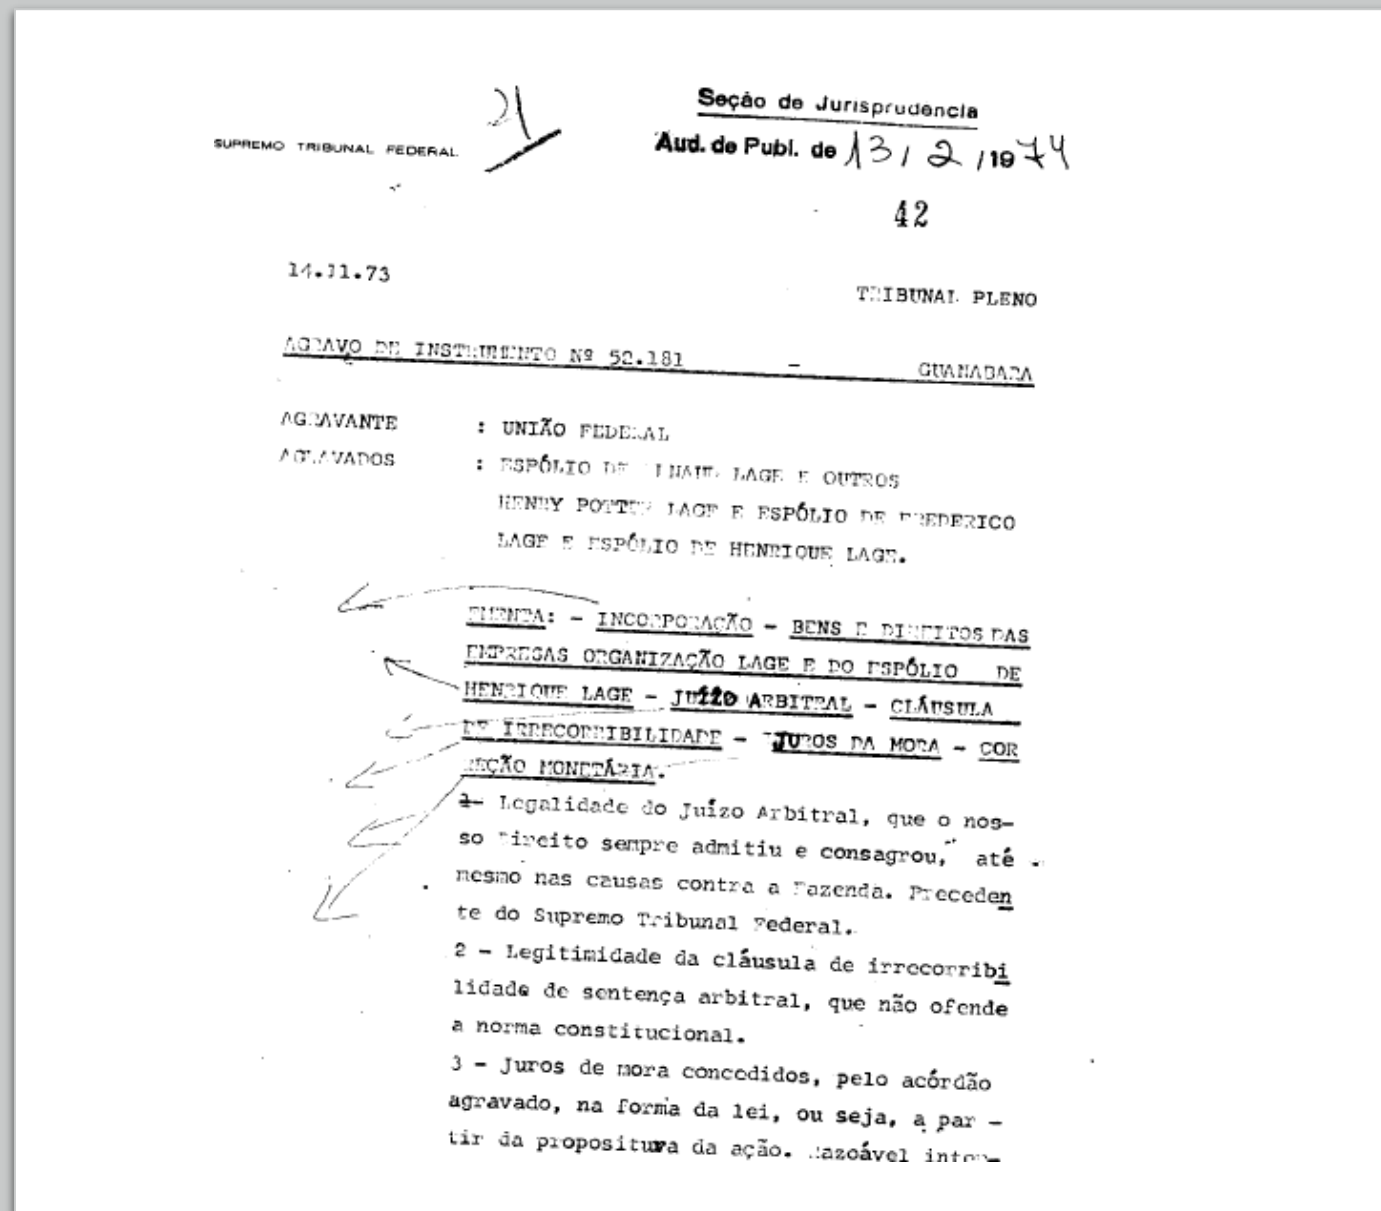 21
Seção de Jurisprudência
SUPREMO TRIBUNAL FEDERAL
Aud. de Publ. de 13/2/1974
42
14.11.73
TRIBUNAL PLENO
AGRAVO DE INSTRUMENTO Nº 52.181 - GUANABARA
AGRAVANTE : UNIÃO FEDERAL
AGRAVADOS : ESPÓLIO DE LAGE E OUTROS
HENRY POTTER LAGE E ESPÓLIO DE FREDERICO
LAGE E ESPÓLIO DE HENRIQUE LAGE.
EMENTA: - INCORPORAÇÃO - BENS E DIREITOS DAS
EMPRESAS ORGANIZAÇÃO LAGE E DO ESPÓLIO DE
HENRIQUE LAGE - JUÍZO ARBITRAL - CLÁUSULA
DE IRRECORRIBILIDADE - JUROS DA MORA - COR
REÇÃO MONETÁRIA.
1- Legalidade do Juízo Arbitral, que o nos-
so Direito sempre admitiu e consagrou, até
mesmo nas causas contra a Fazenda. Preceden
te do Supremo Tribunal Federal.
2 - Legitimidade da cláusula de irrecorribi
lidade de sentença arbitral, que não ofende
a norma constitucional.
3 - Juros de mora concedidos, pelo acórdão
agravado, na forma da lei, ou seja, a par -
tir da propositura da ação. Razoável inter-